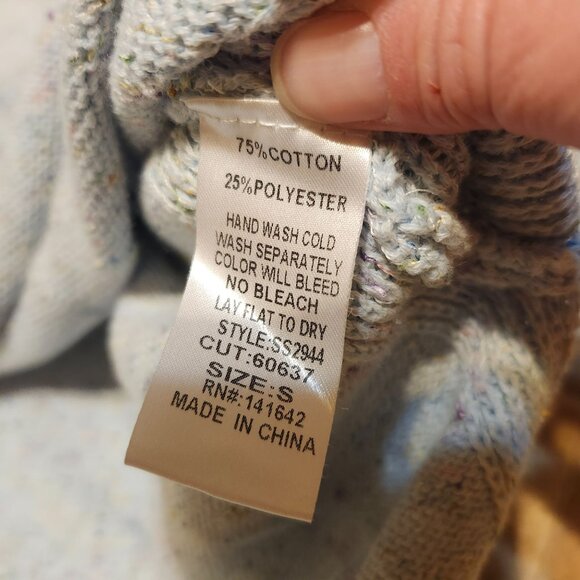 75%COTTON
25%POLYESTER
HAND WASH COLD
WASH SEPARATELY
COLOR WILL BLEED
NO BLEACH
LAY FLAT TO DRY
STYLE:SS2944
CUT:60637
SIZE:S
RN#:141642
MADE IN CHINA